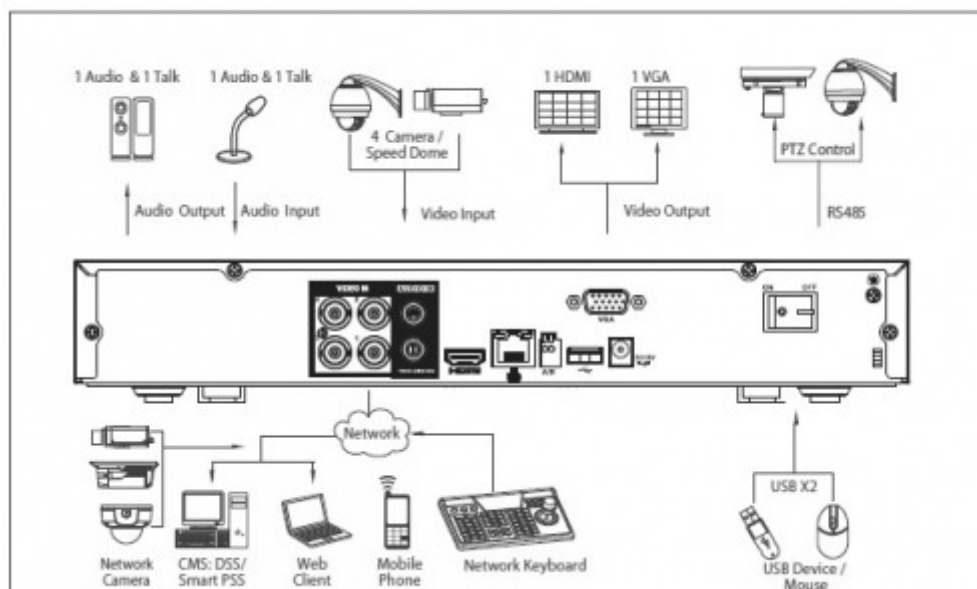 1 Audio & 1 Talk
1 Audio & 1 Talk
4 Camera /
Speed Dome
1 HDMI
1 VGA
PTZ Control
Audio Output
Audio Input
Video Input
Video Output
RS485
VIDEO IN
VGA
ON
OFF
HDMI
A/B
Network
USB X2
Network
Camera
CMS: DSS/
Smart PSS
Web
Client
Mobile
Phone
Network Keyboard
USB Device /
Mouse